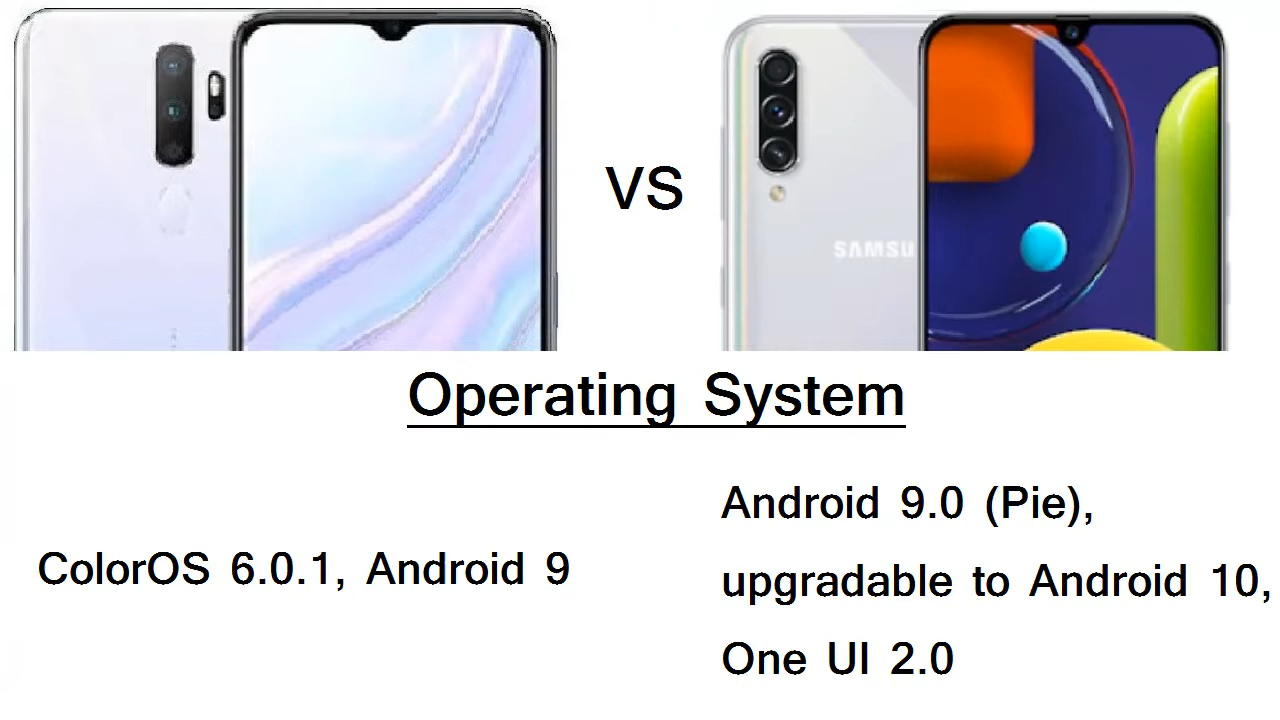 VS
SAMSU
Operating System
ColorOS 6.0.1, Android 9
Android 9.0 (Pie),
upgradable to Android 10,
One UI 2.0